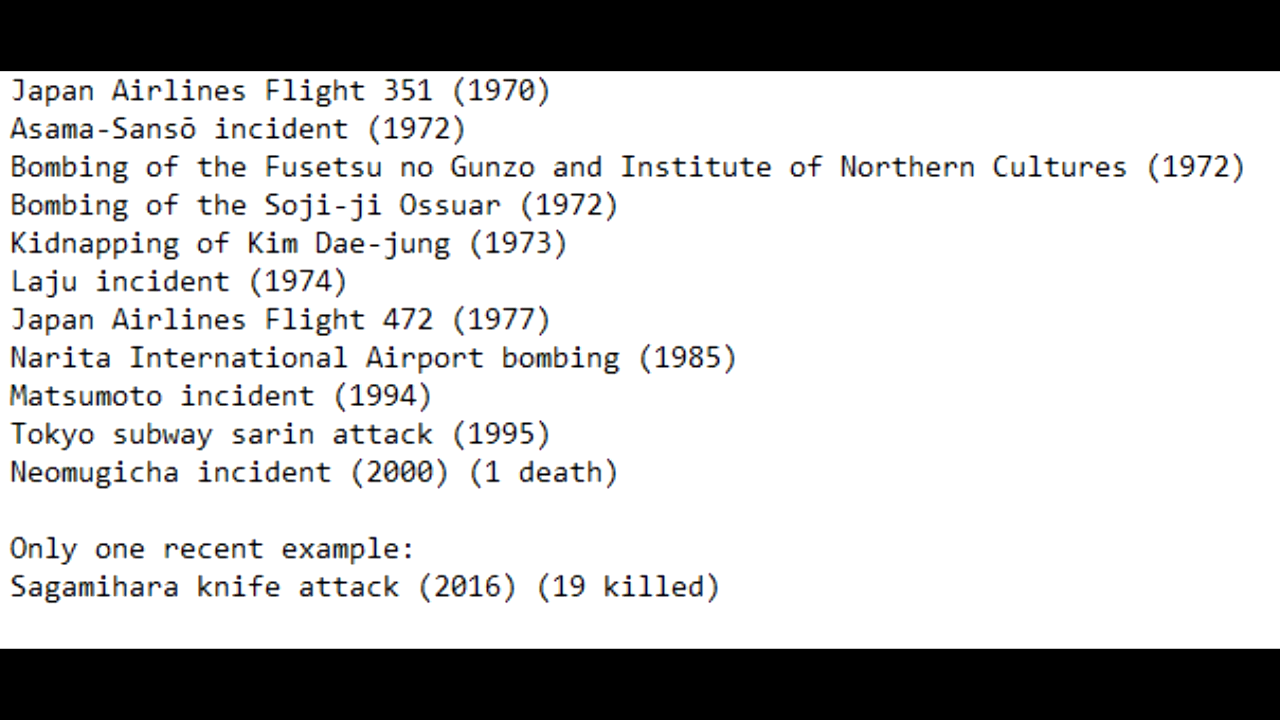 Japan Airlines Flight 351 (1970)
Asama-Sansō incident (1972)
Bombing of the Fusetsu no Gunzo and Institute of Northern Cultures (1972)
Bombing of the Soji-ji Ossuar (1972)
Kidnapping of Kim Dae-jung (1973)
Laju incident (1974)
Japan Airlines Flight 472 (1977)
Narita International Airport bombing (1985)
Matsumoto incident (1994)
Tokyo subway sarin attack (1995)
Neomugicha incident (2000) (1 death)
Only one recent example:
Sagamihara knife attack (2016) (19 killed)